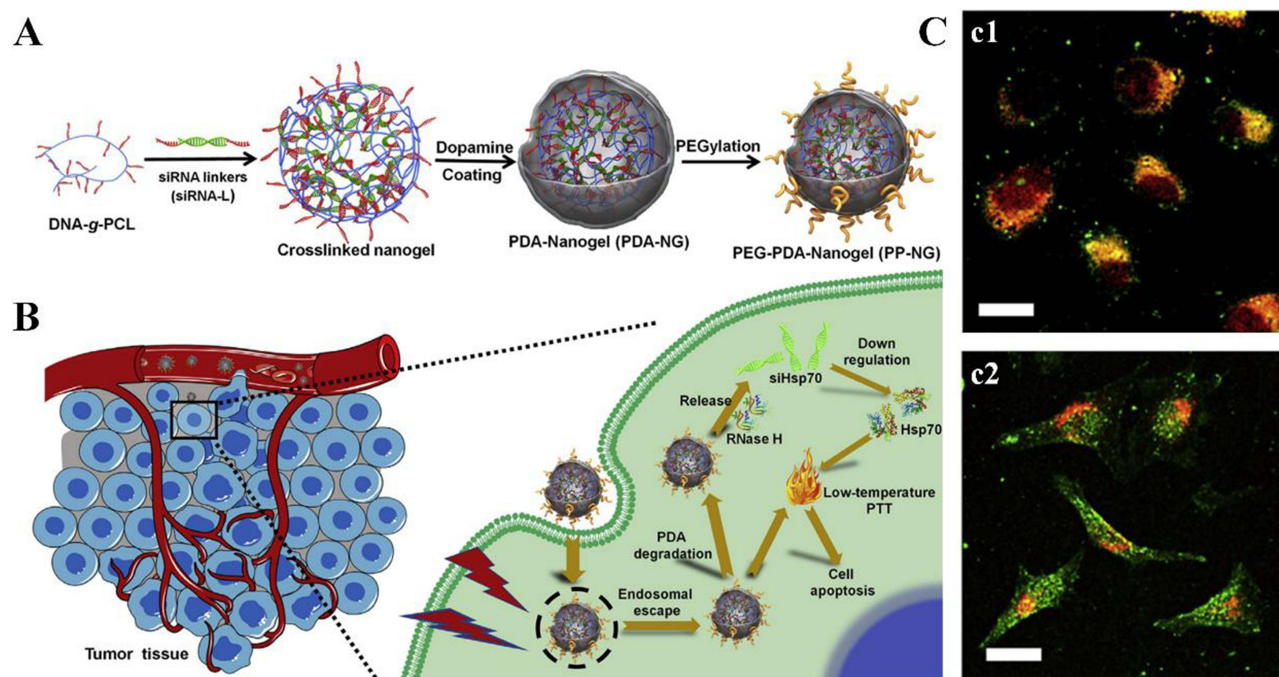 A
siRNA linkers
(siRNA-L)
DNA-g-PCL
Crosslinked nanogel
Dopamine
Coating
PDA-Nanogel (PDA-NG)
PEGylation
PEG-PDA-Nanogel (PP-NG)
B
Tumor tissue
Endosomal
escape
PDA
degradation
Release
RNase H
siHsp70
Down
regulation
Hsp70
Low-temperature
PTT
Cell
apoptosis
C
c1
c2